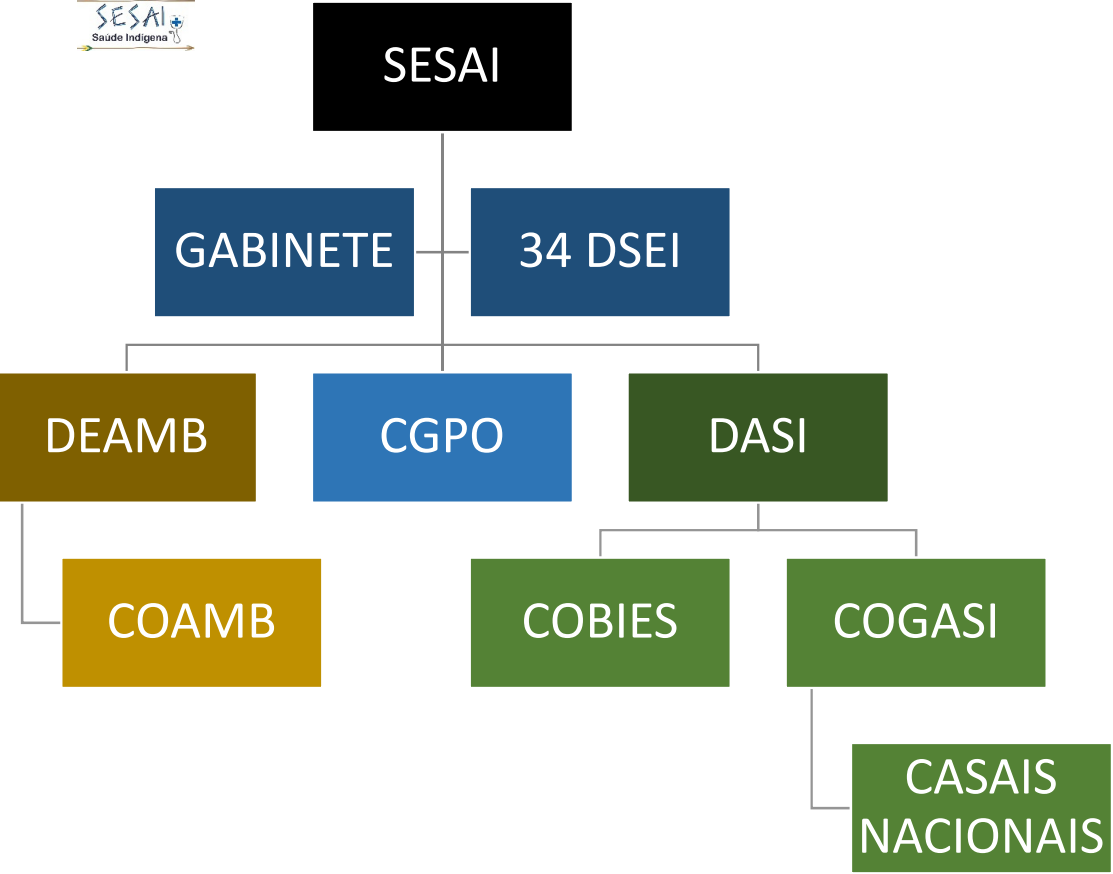 SESAI
Saúde Indígena
SESAI
GABINETE
34 DSEI
DEAMB
CGPO
DASI
COAMB
COBIES
COGASI
CASAIS
NACIONAIS